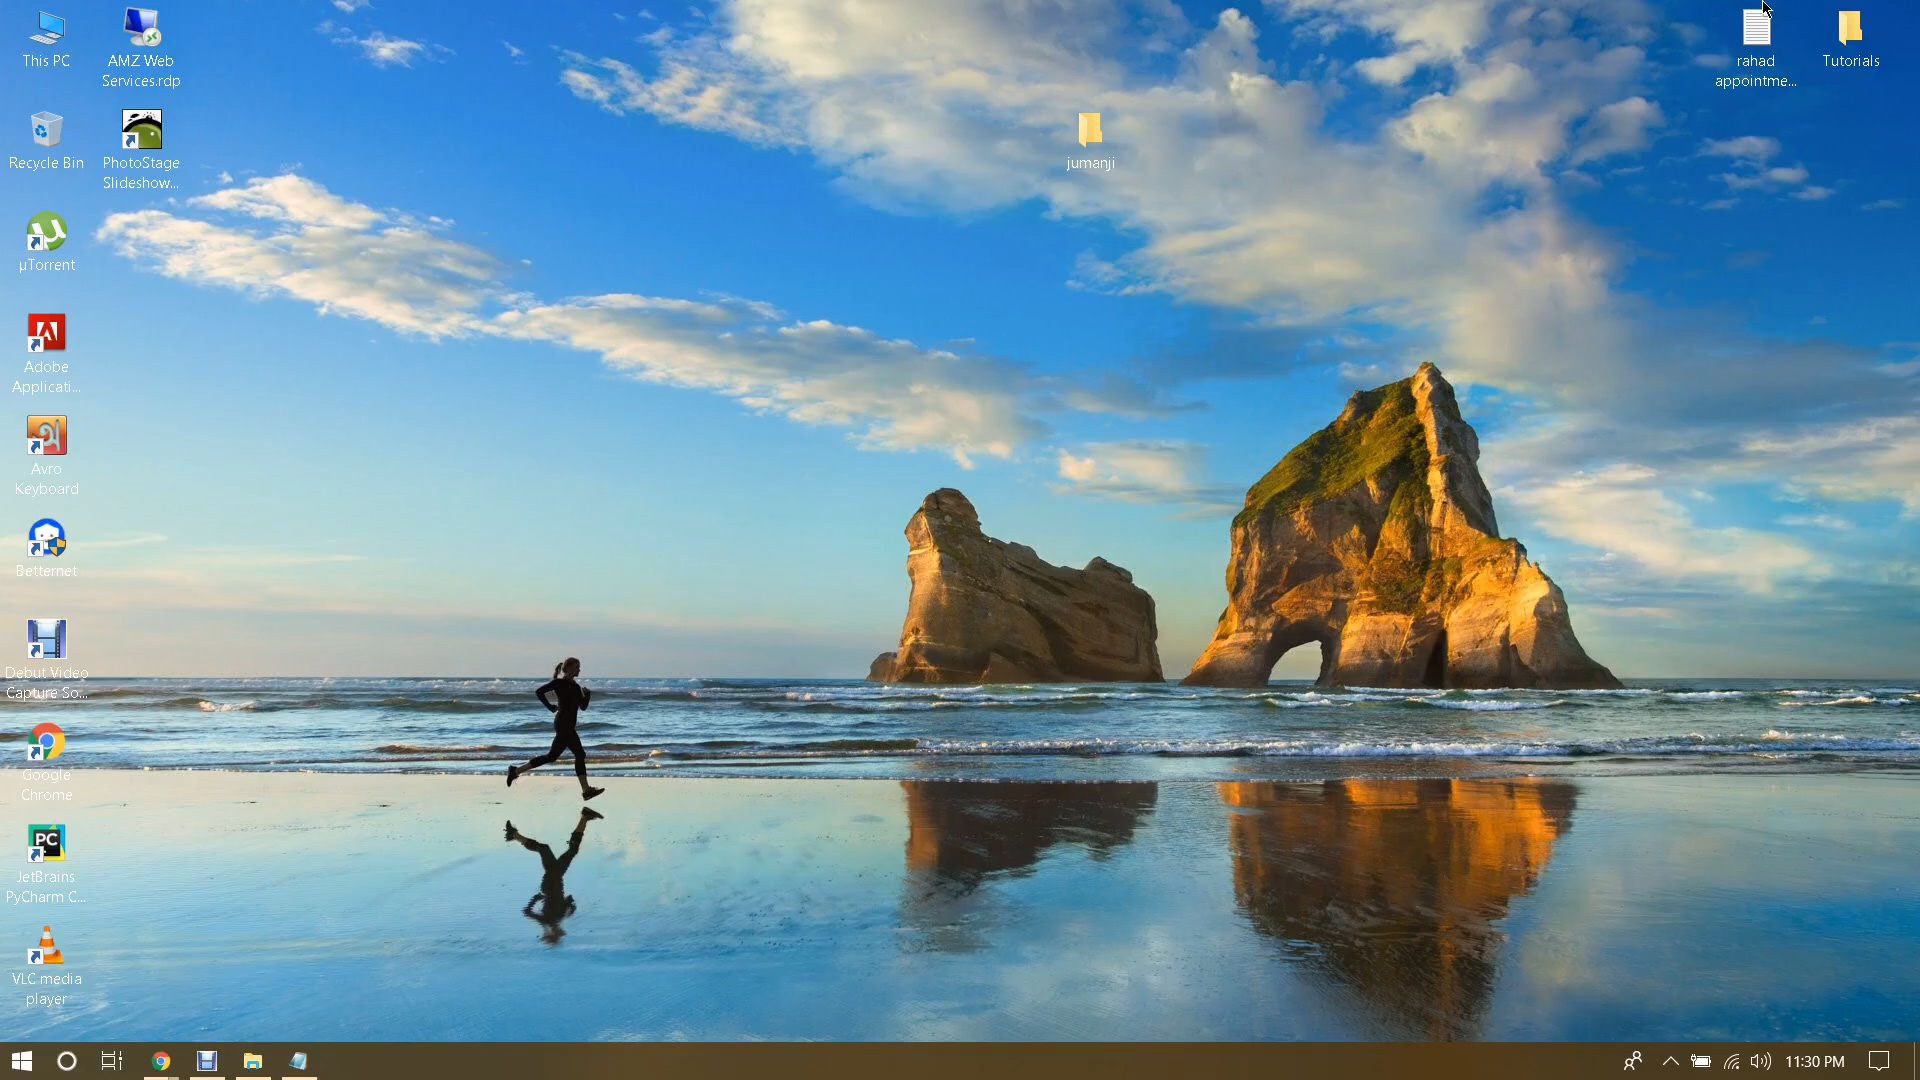 This PC
AMZ Web
Services.rdp
rahad
appointme...
Tutorials
Recycle Bin
PhotoStage
Slideshow...
jumanji
µTorrent
Adobe
Applicati...
Avro
Keyboard
Betternet
Debut Video
Capture So...
Google
Chrome
PC
JetBrains
PyCharm C...
VLC media
player
11:30 PM